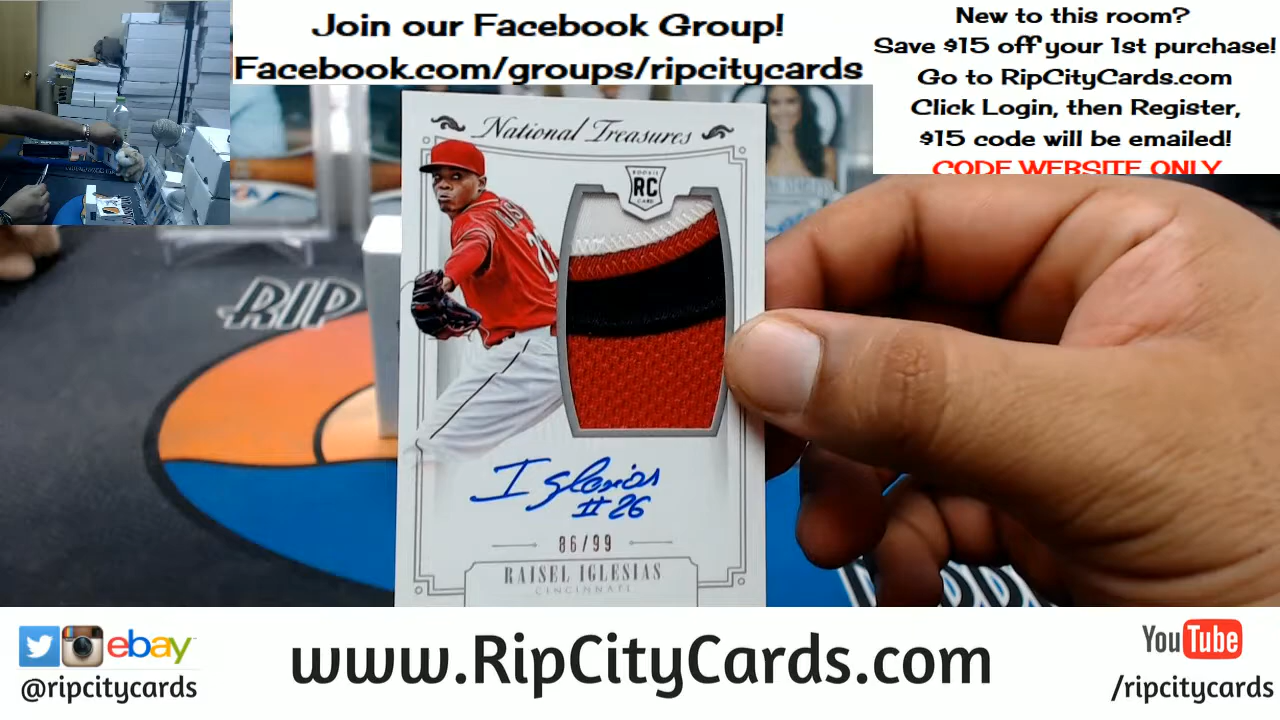 Join our Facebook Group!
Facebook.com/groups/ripcitycards
New to this room?
Save $15 off your 1st purchase!
Go to RipCityCards.com
Click Login, then Register,
$15 code will be emailed!
CODE WEBSITE ONLY
National Treasures
ROOKIE
RC
CARD
RIP
Iglesias
#26
86/99
RAISEL IGLESIAS
CINCINNATI
ebay
@ripcitycards
www.RipCityCards.com
YouTube
/ripcitycards